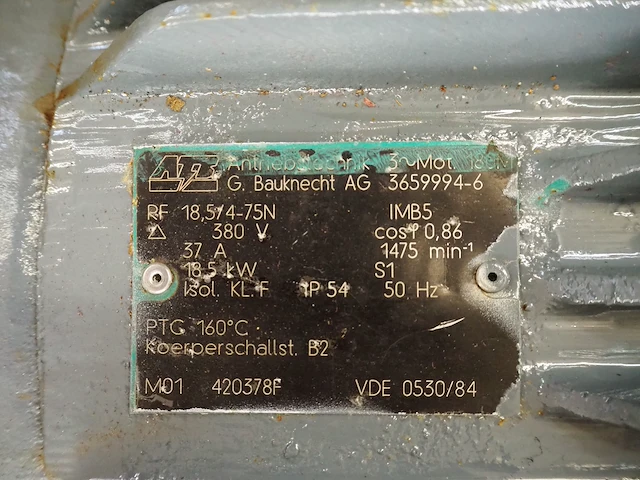 Antriebstechnik 3~Mot.
G. Bauknecht AG 3659994-6
RF 18,5/4-75N IMB5
△ 380 V cosφ 0,86
37 A 1475 min⁻¹
18,5 kW S1
Isol. KL. F IP 54 50 Hz
PTC 160°C
Koerperschallst. B2
M01 420378F VDE 0530/84